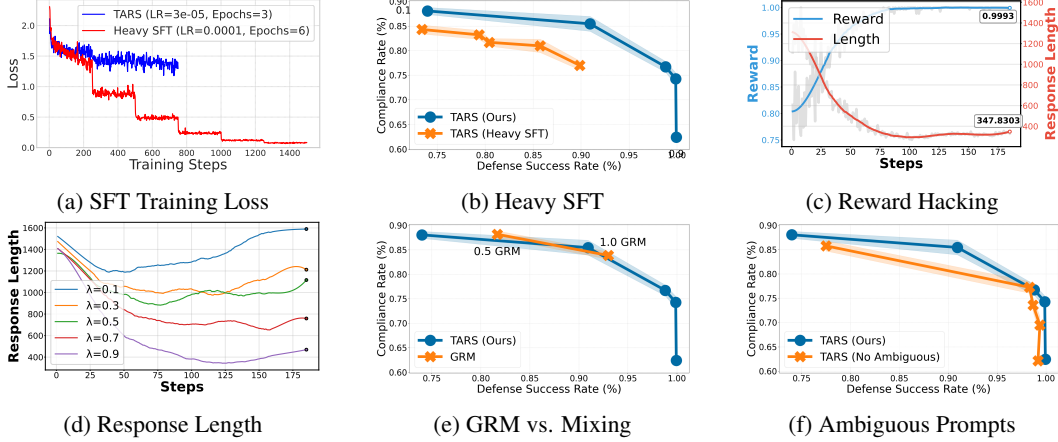 TARS (LR=3e-05, Epochs=3)
Heavy SFT (LR=0.0001, Epochs=6)
Loss
2.0
1.5
1.0
0.5
0.0
0 200 400 600 800 1000 1200 1400
Training Steps
(a) SFT Training Loss
Compliance Rate (%)
0.90
0.85
0.80
0.75
0.70
0.65
0.60
0.1
TARS (Ours)
TARS (Heavy SFT)
0.75 0.80 0.85 0.90 0.95 1.00
Defense Success Rate (%)
(b) Heavy SFT
Reward
Response Length
1.00
0.95
0.90
0.85
0.80
0.75
Reward
Length
0.9993
347.8303
1600
1400
1200
1000
800
600
400
0 25 50 75 100 125 150 175
Steps
(c) Reward Hacking
Response Length
1600
1400
1200
1000
800
600
400
λ=0.1
λ=0.3
λ=0.5
λ=0.7
λ=0.9
0 25 50 75 100 125 150 175
Steps
(d) Response Length
Compliance Rate (%)
0.90
0.85
0.80
0.75
0.70
0.65
0.60
0.5 GRM
1.0 GRM
TARS (Ours)
GRM
0.75 0.80 0.85 0.90 0.95 1.00
Defense Success Rate (%)
(e) GRM vs. Mixing
Compliance Rate (%)
0.90
0.85
0.80
0.75
0.70
0.65
0.60
TARS (Ours)
TARS (No Ambiguous)
0.75 0.80 0.85 0.90 0.95 1.00
Defense Success Rate (%)
(f) Ambiguous Prompts